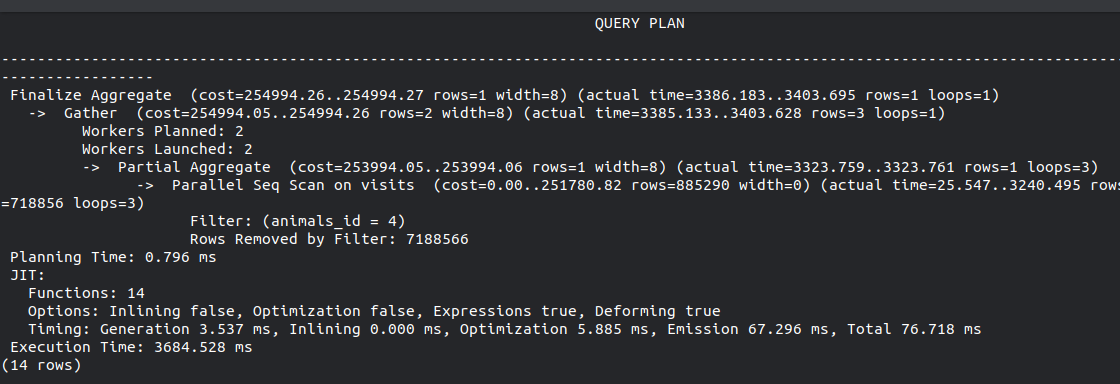 QUERY PLAN
--------------------------------------------------------------------------------------------------------------------------------------------
-----------------
Finalize Aggregate  (cost=254994.26..254994.27 rows=1 width=8) (actual time=3386.183..3403.695 rows=1 loops=1)
  ->  Gather  (cost=254994.05..254994.26 rows=2 width=8) (actual time=3385.133..3403.628 rows=3 loops=1)
        Workers Planned: 2
        Workers Launched: 2
        ->  Partial Aggregate  (cost=253994.05..253994.06 rows=1 width=8) (actual time=3323.759..3323.761 rows=1 loops=3)
              ->  Parallel Seq Scan on visits  (cost=0.00..251780.82 rows=885290 width=0) (actual time=25.547..3240.495 rows
=718856 loops=3)
                    Filter: (animals_id = 4)
                    Rows Removed by Filter: 7188566
Planning Time: 0.796 ms
JIT:
  Functions: 14
  Options: Inlining false, Optimization false, Expressions true, Deforming true
  Timing: Generation 3.537 ms, Inlining 0.000 ms, Optimization 5.885 ms, Emission 67.296 ms, Total 76.718 ms
Execution Time: 3684.528 ms
(14 rows)